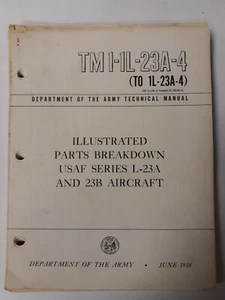 TM 1-1L-23A-4
(TO 1L-23A-4)
DEPARTMENT OF THE ARMY TECHNICAL MANUAL
ILLUSTRATED
PARTS BREAKDOWN
USAF SERIES L-23A
AND 23B AIRCRAFT
DEPARTMENT OF THE ARMY • JUNE 1956